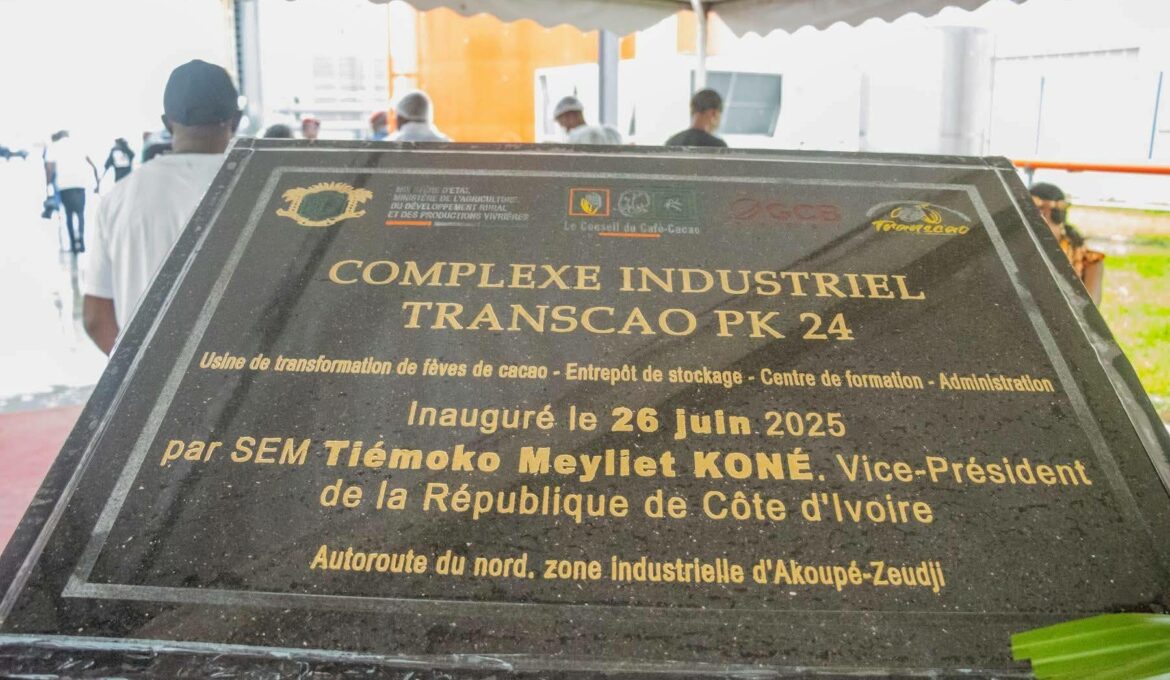 MINISTÈRE D'ÉTAT,
MINISTÈRE DE L'AGRICULTURE,
DU DÉVELOPPEMENT RURAL
ET DES PRODUCTIONS VIVRIÈRES
Le Conseil du Café-Cacao
Transcao
COMPLEXE INDUSTRIEL
TRANSCAO PK 24
Usine de transformation de fèves de cacao - Entrepôt de stockage - Centre de formation - Administration
Inauguré le 26 juin 2025
par SEM Tiémoko Meyliet KONÉ. Vice-Président
de la République de Côte d'Ivoire
Autoroute du nord. zone industrielle d'Akoupé-Zeudji